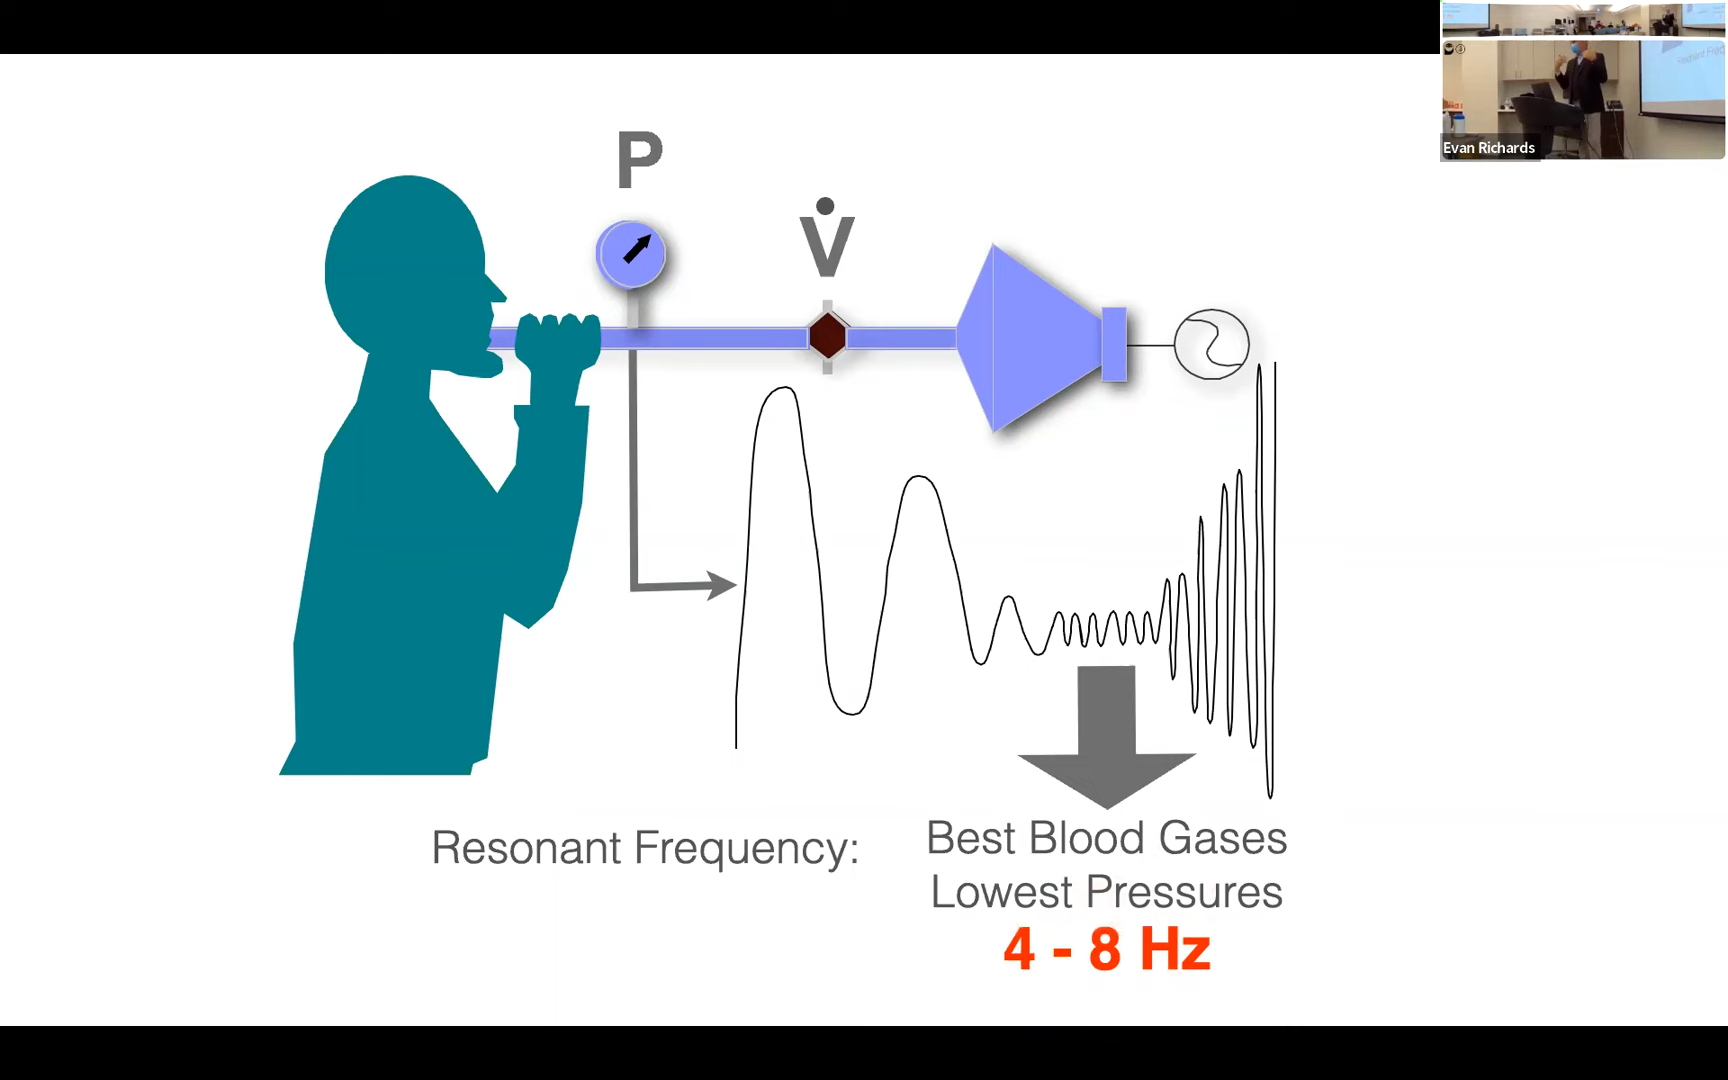 P
V̇
Resonant Frequency:
Best Blood Gases
Lowest Pressures
4 - 8 Hz
Evan Richards